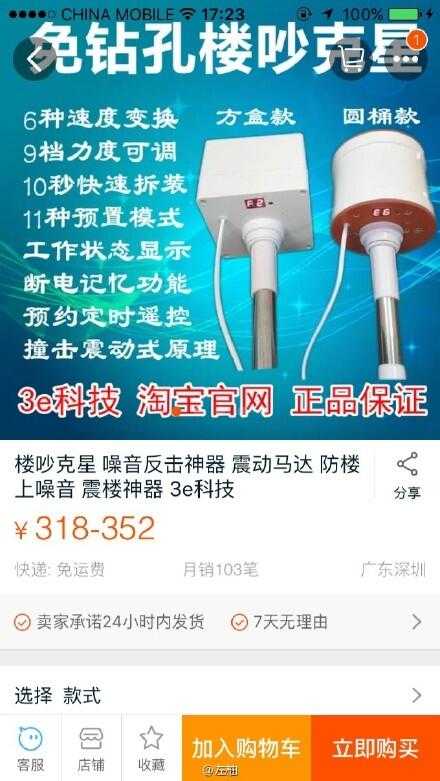 CHINA MOBILE 17:23 100%
免钻孔楼吵克星
1
6种速度变换 方盒款 圆桶款
9档力度可调
10秒快速拆装
11种预置模式
工作状态显示
断电记忆功能
预约定时遥控
撞击震动式原理
F2
E6
3e科技 淘宝官网 正品保证
楼吵克星 噪音反击神器 震动马达 防楼
上噪音 震楼神器 3e科技
分享
¥ 318-352
快递: 免运费 月销103笔 广东深圳
卖家承诺24小时内发货 7天无理由
选择 款式
客服 店铺 收藏 加入购物车 立即购买
@左柚